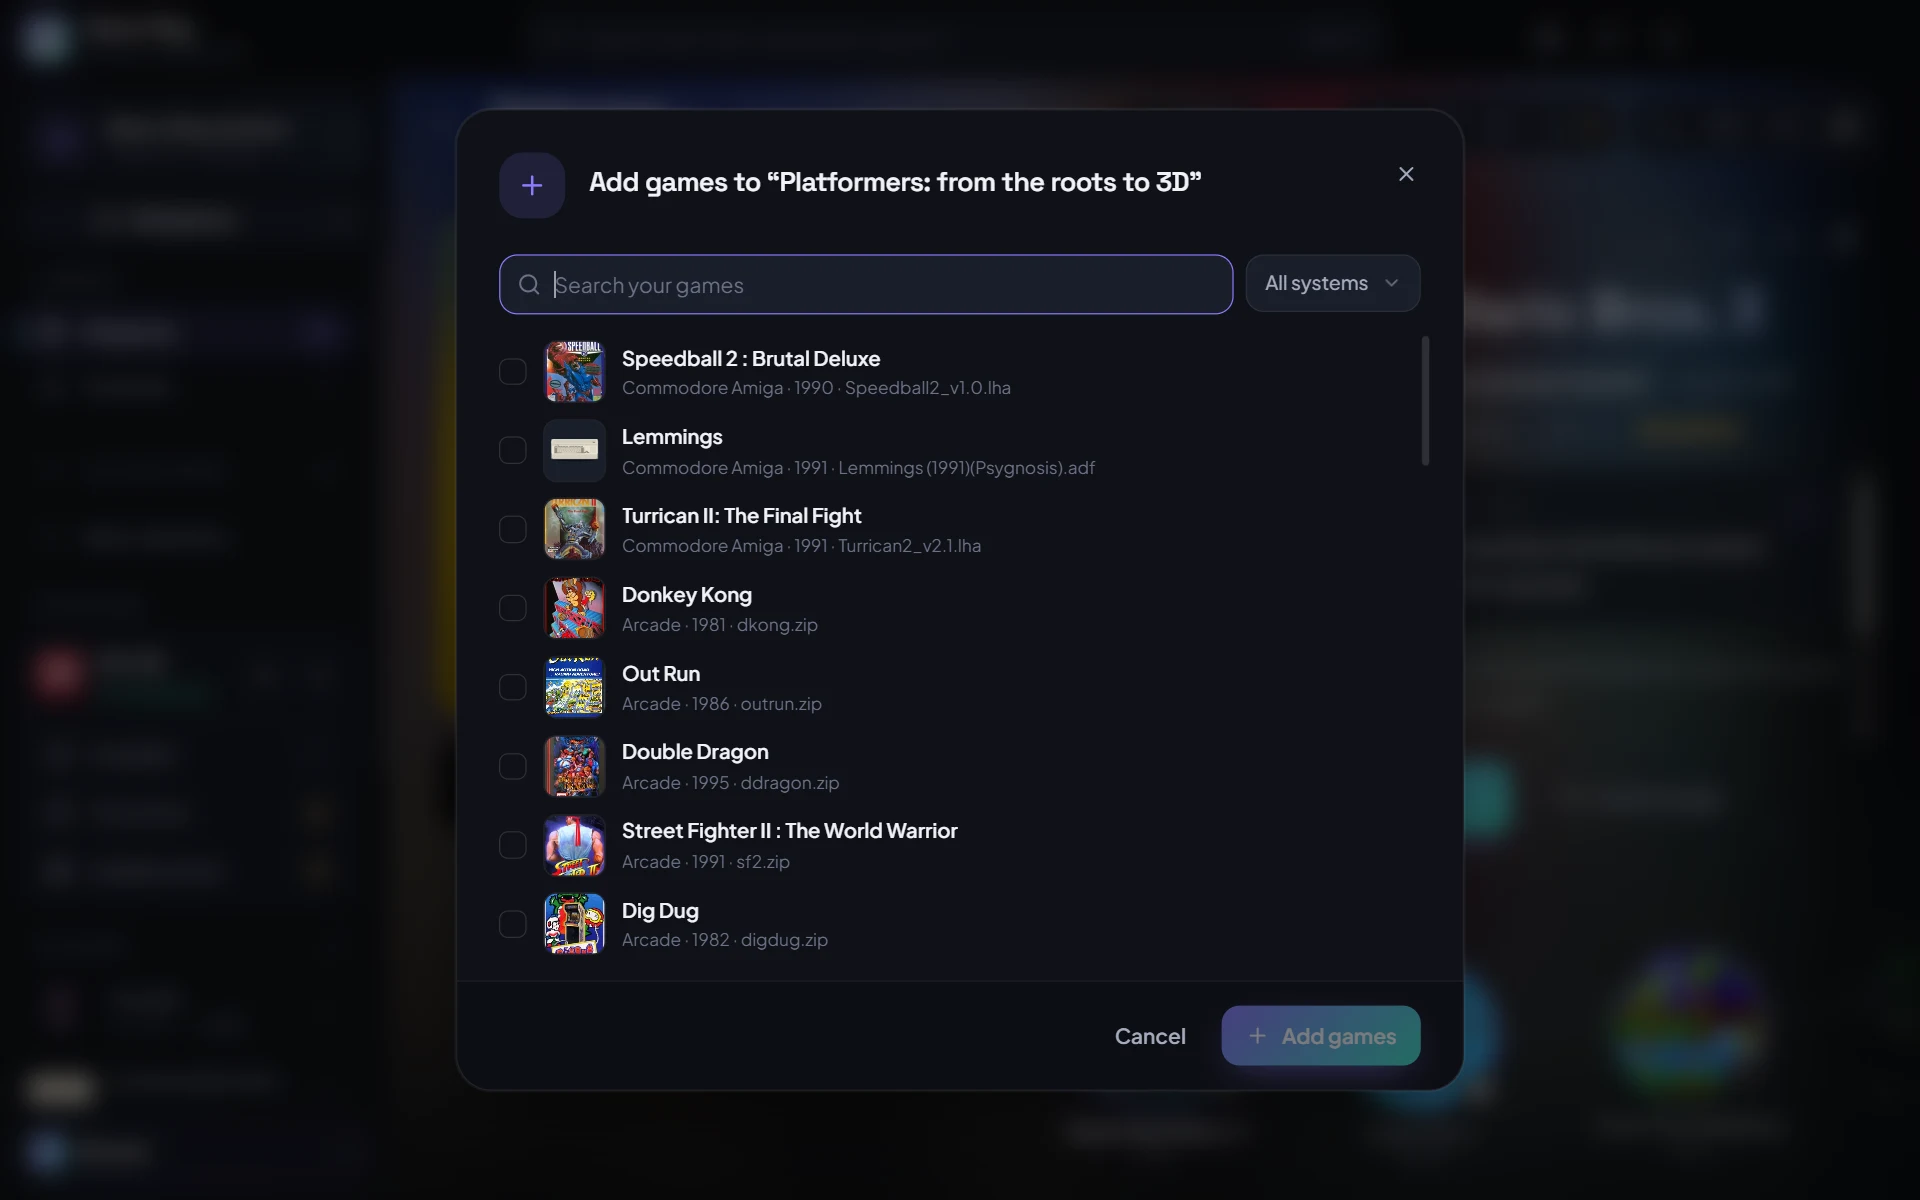 Add games to “Platformers: from the roots to 3D”
Search your games
All systems
Speedball 2 : Brutal Deluxe
Commodore Amiga · 1990 · Speedball2_v1.0.lha
Lemmings
Commodore Amiga · 1991 · Lemmings (1991)(Psygnosis).adf
Turrican II: The Final Fight
Commodore Amiga · 1991 · Turrican2_v2.1.lha
Donkey Kong
Arcade · 1981 · dkong.zip
Out Run
Arcade · 1986 · outrun.zip
Double Dragon
Arcade · 1995 · ddragon.zip
Street Fighter II : The World Warrior
Arcade · 1991 · sf2.zip
Dig Dug
Arcade · 1982 · digdug.zip
Cancel
Add games